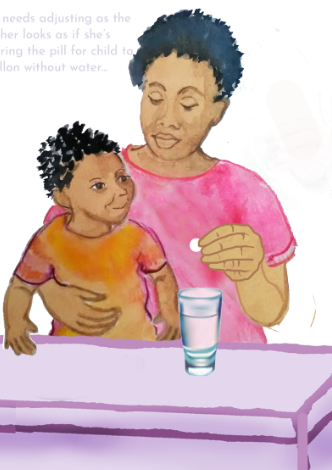 needs adjusting as the
her looks as if she's
ring the pill for child to
llon without water...